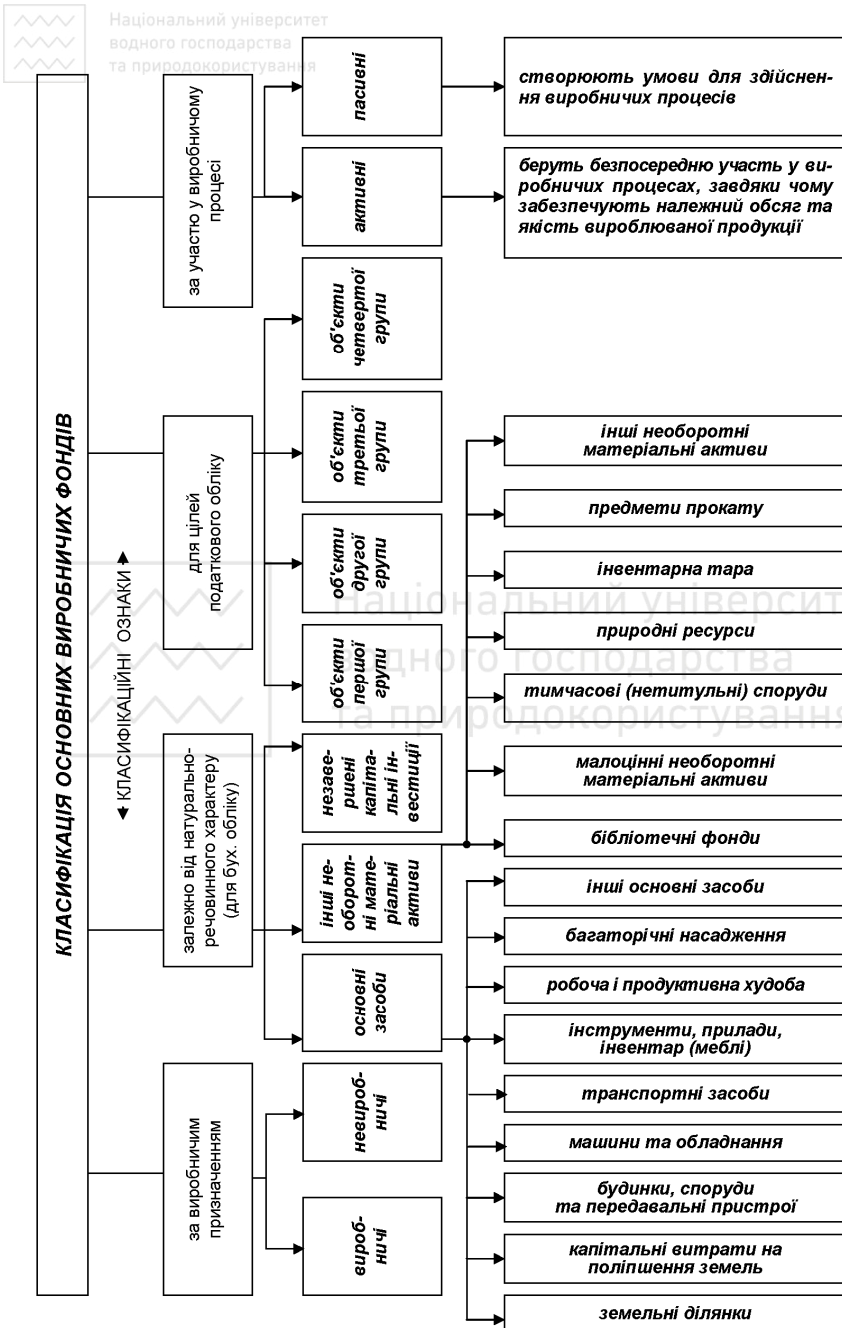 Національний університет
водного господарства
та природокористування
КЛАСИФІКАЦІЯ ОСНОВНИХ ВИРОБНИЧИХ ФОНДІВ
КЛАСИФІКАЦІЙНІ ОЗНАКИ
за участю у виробничому
процесі
пасивні
створюють умови для здійснен-
ня виробничих процесів
активні
беруть безпосередню участь у ви-
робничих процесах, завдяки чому
забезпечують належний обсяг та
якість вироблюваної продукції
для цілей
податкового обліку
об'єкти
четвертої
групи
об'єкти
третьої
групи
об'єкти
другої
групи
об'єкти
першої
групи
залежно від натурально-
речовинного характеру
(для бух. обліку)
незаве-
ршені
капіта-
льні ін-
вестиції
інші не-
оборот-
ні мате-
ріальні
активи
основні
засоби
інші необоротні
матеріальні активи
предмети прокату
інвентарна тара
природні ресурси
тимчасові (нетитульні) споруди
малоцінні необоротні
матеріальні активи
бібліотечні фонди
інші основні засоби
багаторічні насадження
робоча і продуктивна худоба
інструменти, прилади,
інвентар (меблі)
транспортні засоби
машини та обладнання
будинки, споруди
та передавальні пристрої
капітальні витрати на
поліпшення земель
земельні ділянки
за виробничим
призначенням
невироб-
ничі
вироб-
ничі
Національний університ
водного господарства
та природокористування